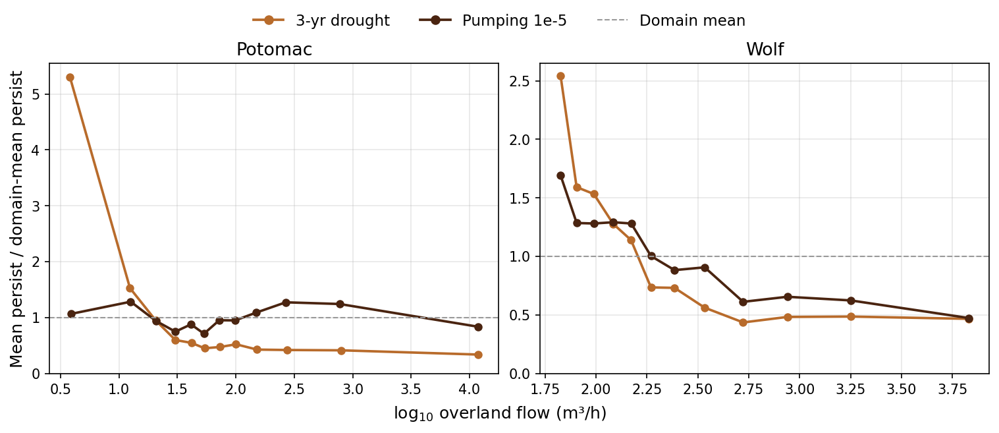 3-yr drought Pumping 1e-5 Domain mean
Potomac Wolf
Mean persist / domain-mean persist
5
4
3
2
1
0
0.5 1.0 1.5 2.0 2.5 3.0 3.5 4.0
2.5
2.0
1.5
1.0
0.5
0.0
1.75 2.00 2.25 2.50 2.75 3.00 3.25 3.50 3.75
log₁₀ overland flow (m³/h)